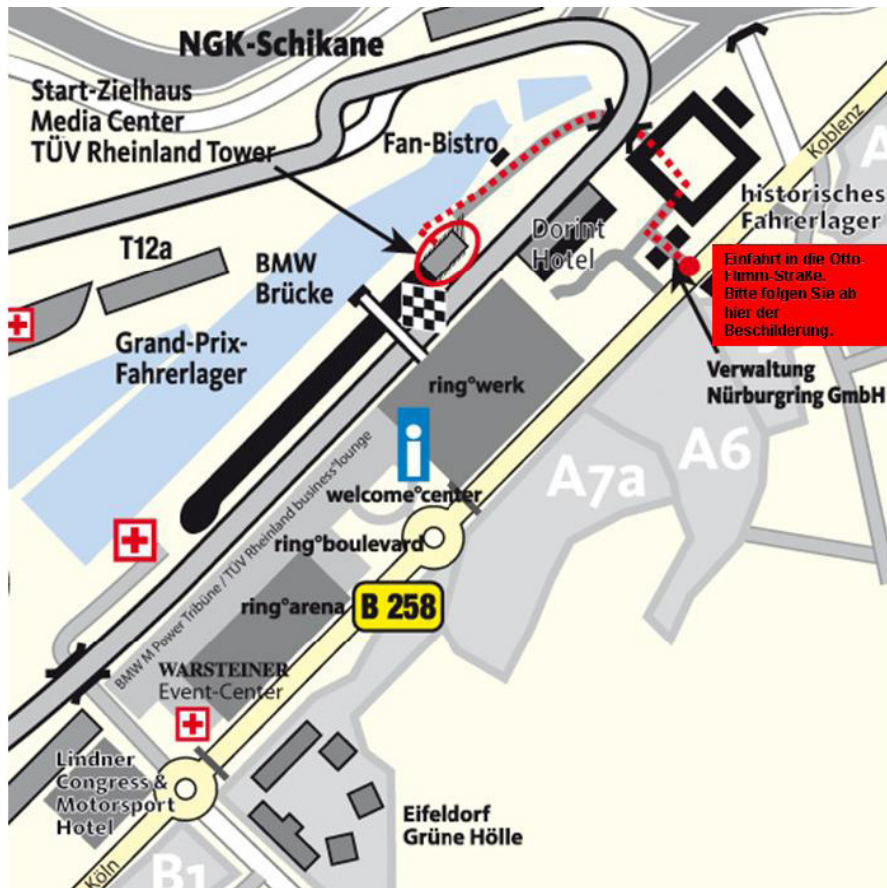 NGK-Schikane
Start-Zielhaus
Media Center
TÜV Rheinland Tower
Fan-Bistro
Koblenz
A
historisches
Fahrerlager
Dorint
Hotel
T12a
BMW
Brücke
Einfahrt in die Otto-
Flimm-Straße.
Bitte folgen Sie ab
hier der
Beschilderung.
Grand-Prix-
Fahrerlager
Verwaltung
Nürburgring GmbH
ring°werk
i
A7a
A6
welcome°center
BMW M Power Tribüne / TÜV Rheinland business°lounge
ring°boulevard
ring°arena
B 258
WARSTEINER
Event-Center
Lindner
Congress &
Motorsport
Hotel
Eifeldorf
Grüne Hölle
Köln
B1